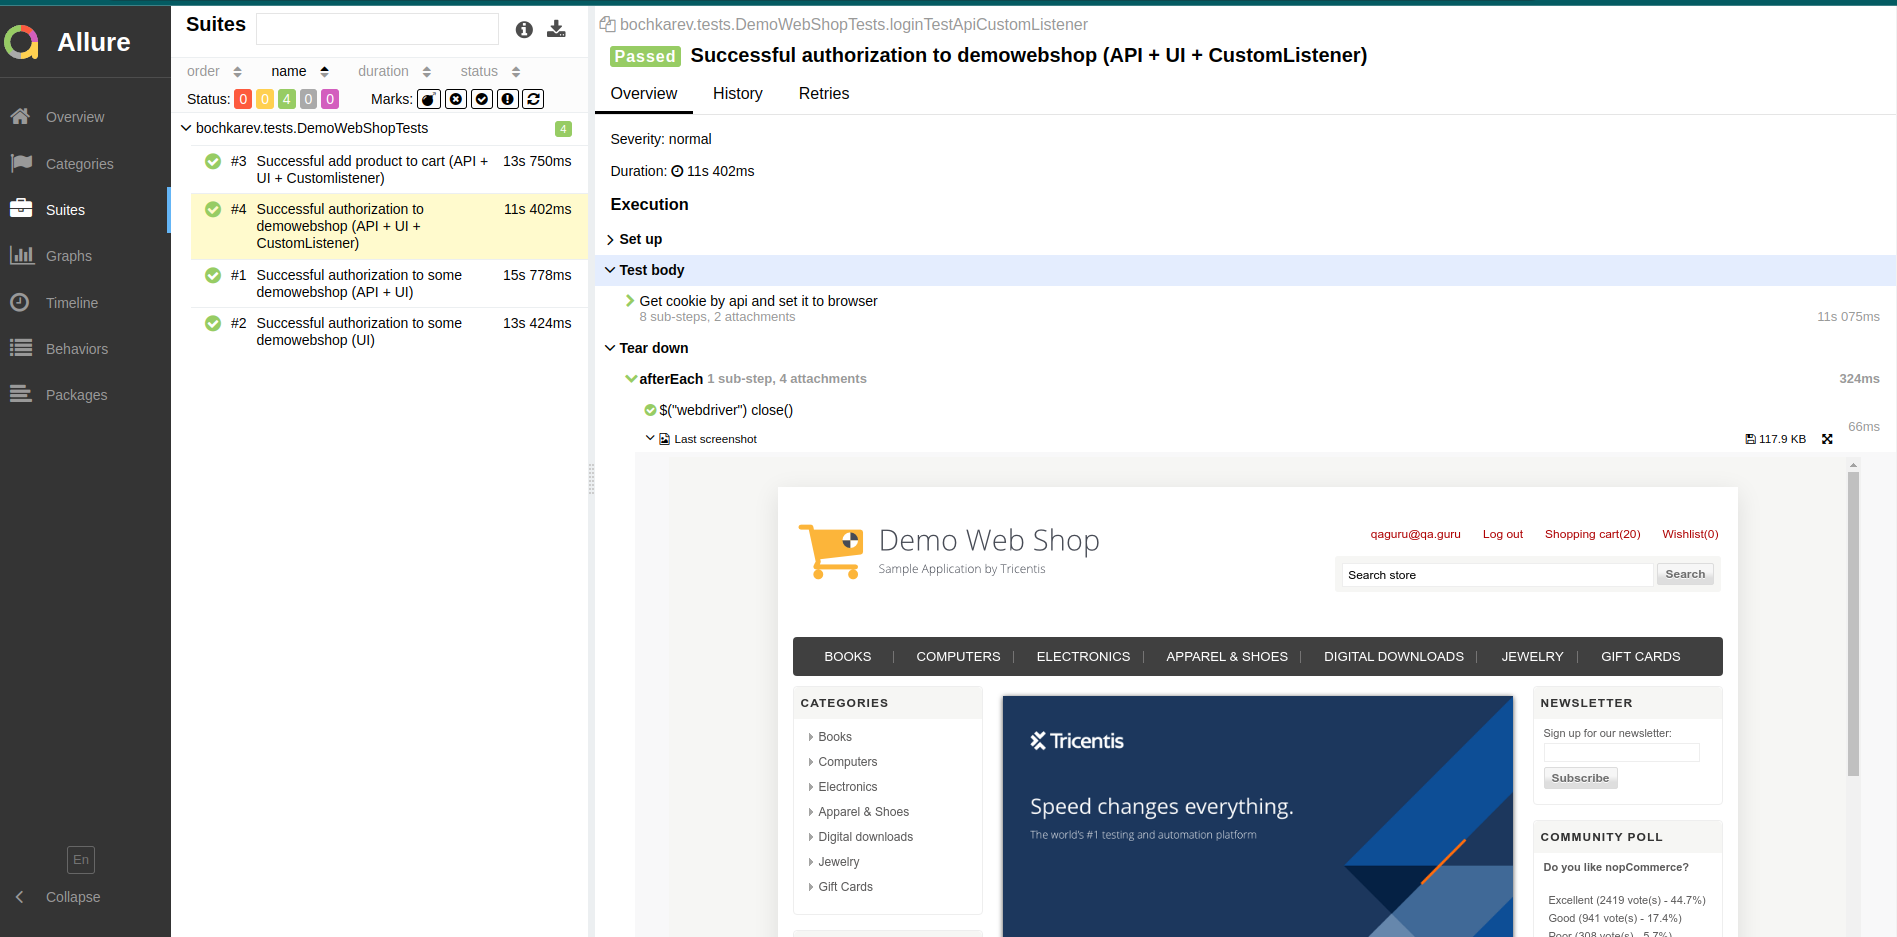 Allure
Overview
Categories
Suites
Graphs
Timeline
Behaviors
Packages
En
Collapse
Suites
order name duration status
Status: 0 0 4 0 0 Marks:
bochkarev.tests.DemoWebShopTests 4
#3 Successful add product to cart (API + 13s 750ms
UI + Customlistener)
#4 Successful authorization to 11s 402ms
demowebshop (API + UI +
CustomListener)
#1 Successful authorization to some 15s 778ms
demowebshop (API + UI)
#2 Successful authorization to some 13s 424ms
demowebshop (UI)
bochkarev.tests.DemoWebShopTests.loginTestApiCustomListener
Passed Successful authorization to demowebshop (API + UI + CustomListener)
Overview History Retries
Severity: normal
Duration: 11s 402ms
Execution
Set up
Test body
Get cookie by api and set it to browser
8 sub-steps, 2 attachments 11s 075ms
Tear down
afterEach 1 sub-step, 4 attachments 324ms
$("webdriver") close()
66ms
Last screenshot 117.9 KB
Demo Web Shop
Sample Application by Tricentis
qaguru@qa.guru Log out Shopping cart(20) Wishlist(0)
Search store Search
BOOKS COMPUTERS ELECTRONICS APPAREL & SHOES DIGITAL DOWNLOADS JEWELRY GIFT CARDS
CATEGORIES
Books
Computers
Electronics
Apparel & Shoes
Digital downloads
Jewelry
Gift Cards
Tricentis
Speed changes everything.
The world's #1 testing and automation platform
NEWSLETTER
Sign up for our newsletter:
Subscribe
COMMUNITY POLL
Do you like nopCommerce?
Excellent (2419 vote(s) - 44.7%)
Good (941 vote(s) - 17.4%)
Poor (308 vote(s) - 5.7%)